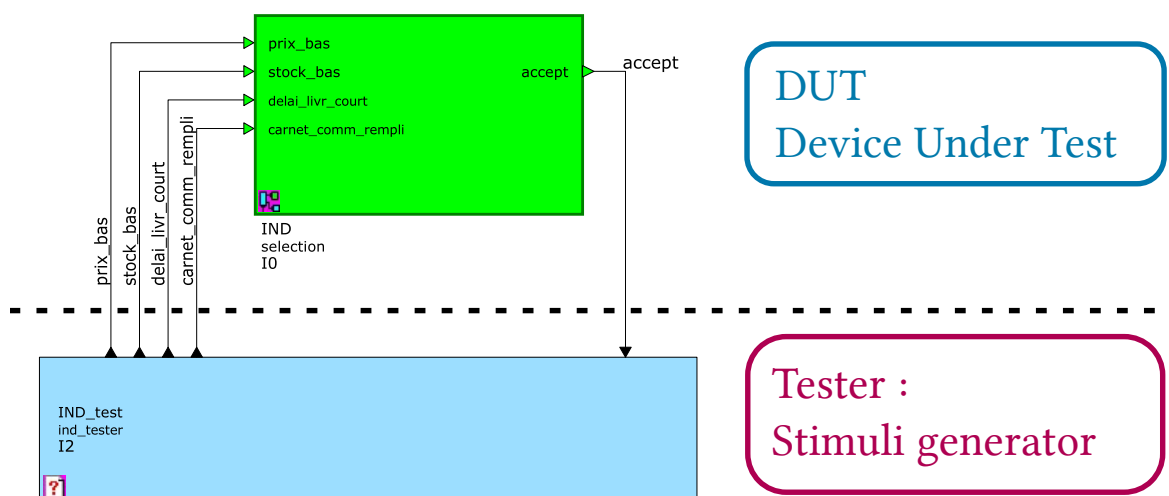 prix_bas
stock_bas
delai_livr_court
carnet_comm_rempli
accept
accept
IND
selection
I0
prix_bas
stock_bas
delai_livr_court
carnet_comm_rempli
DUT
Device Under Test
IND_test
ind_tester
I2
?
Tester :
Stimuli generator